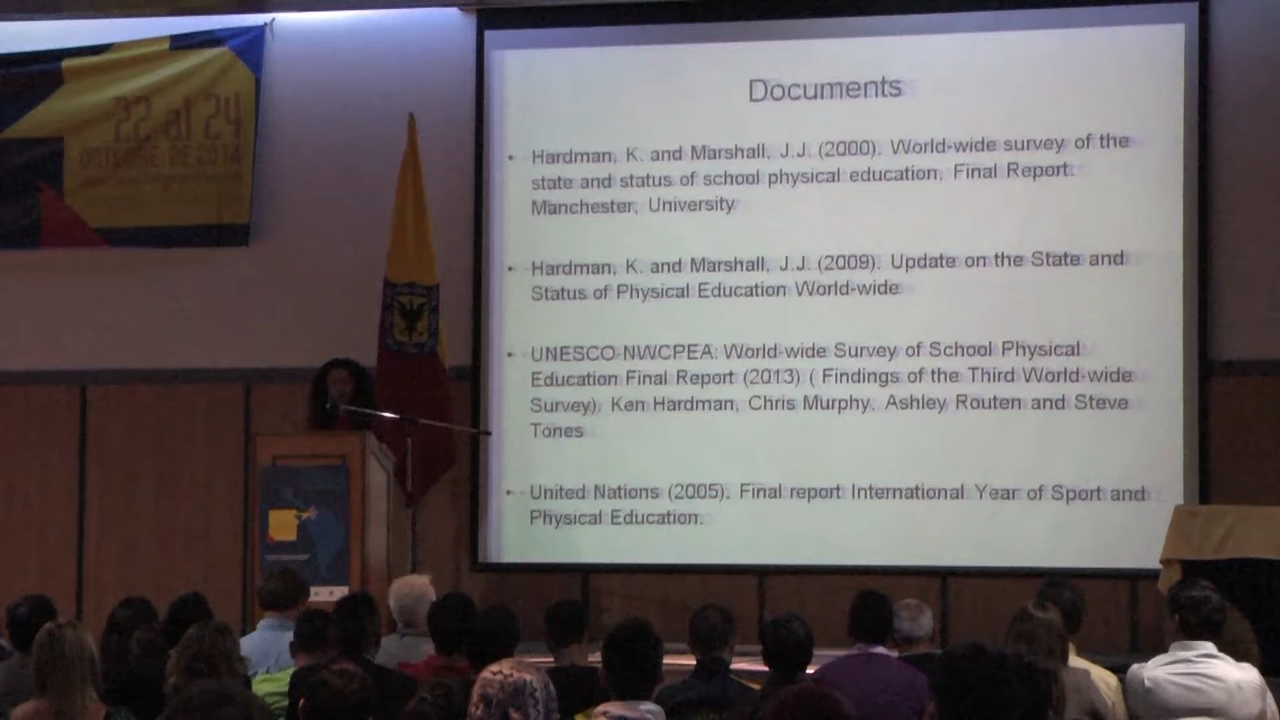 22 al 24
OCTUBRE DE 2014
Documents
• Hardman, K. and Marshall, J.J. (2000). World-wide survey of the
state and status of school physical education, Final Report.
Manchester, University
• Hardman, K. and Marshall, J.J. (2009). Update on the State and
Status of Physical Education World-wide
• UNESCO-NWCPEA: World-wide Survey of School Physical
Education Final Report (2013) ( Findings of the Third World-wide
Survey). Ken Hardman, Chris Murphy, Ashley Routen and Steve
Tones
• United Nations (2005). Final report International Year of Sport and
Physical Education.